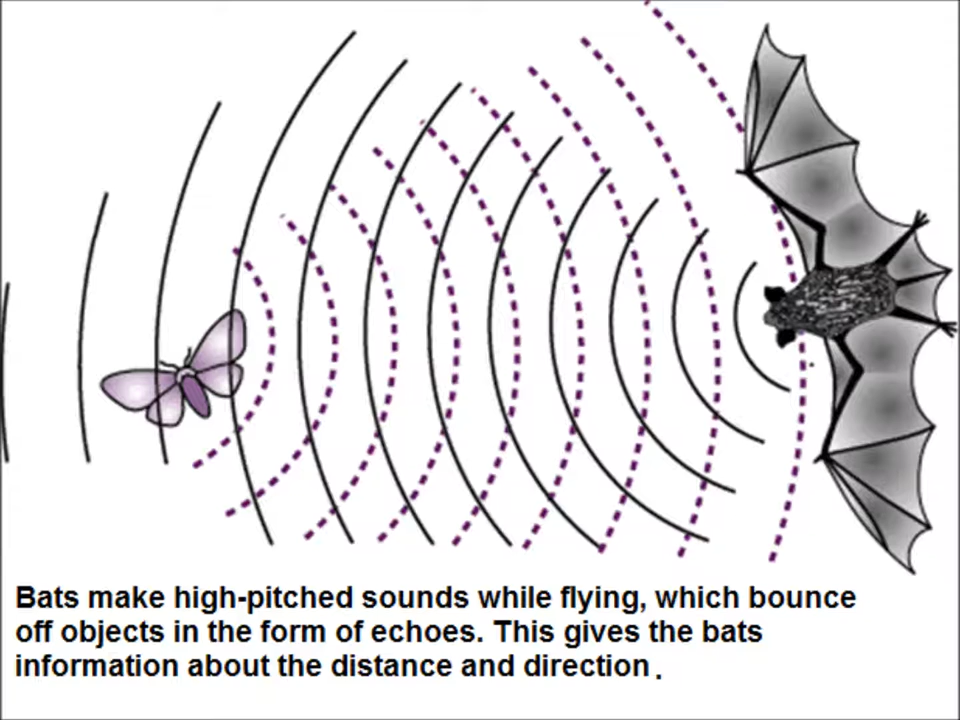 Bats make high-pitched sounds while flying, which bounce
off objects in the form of echoes. This gives the bats
information about the distance and direction .